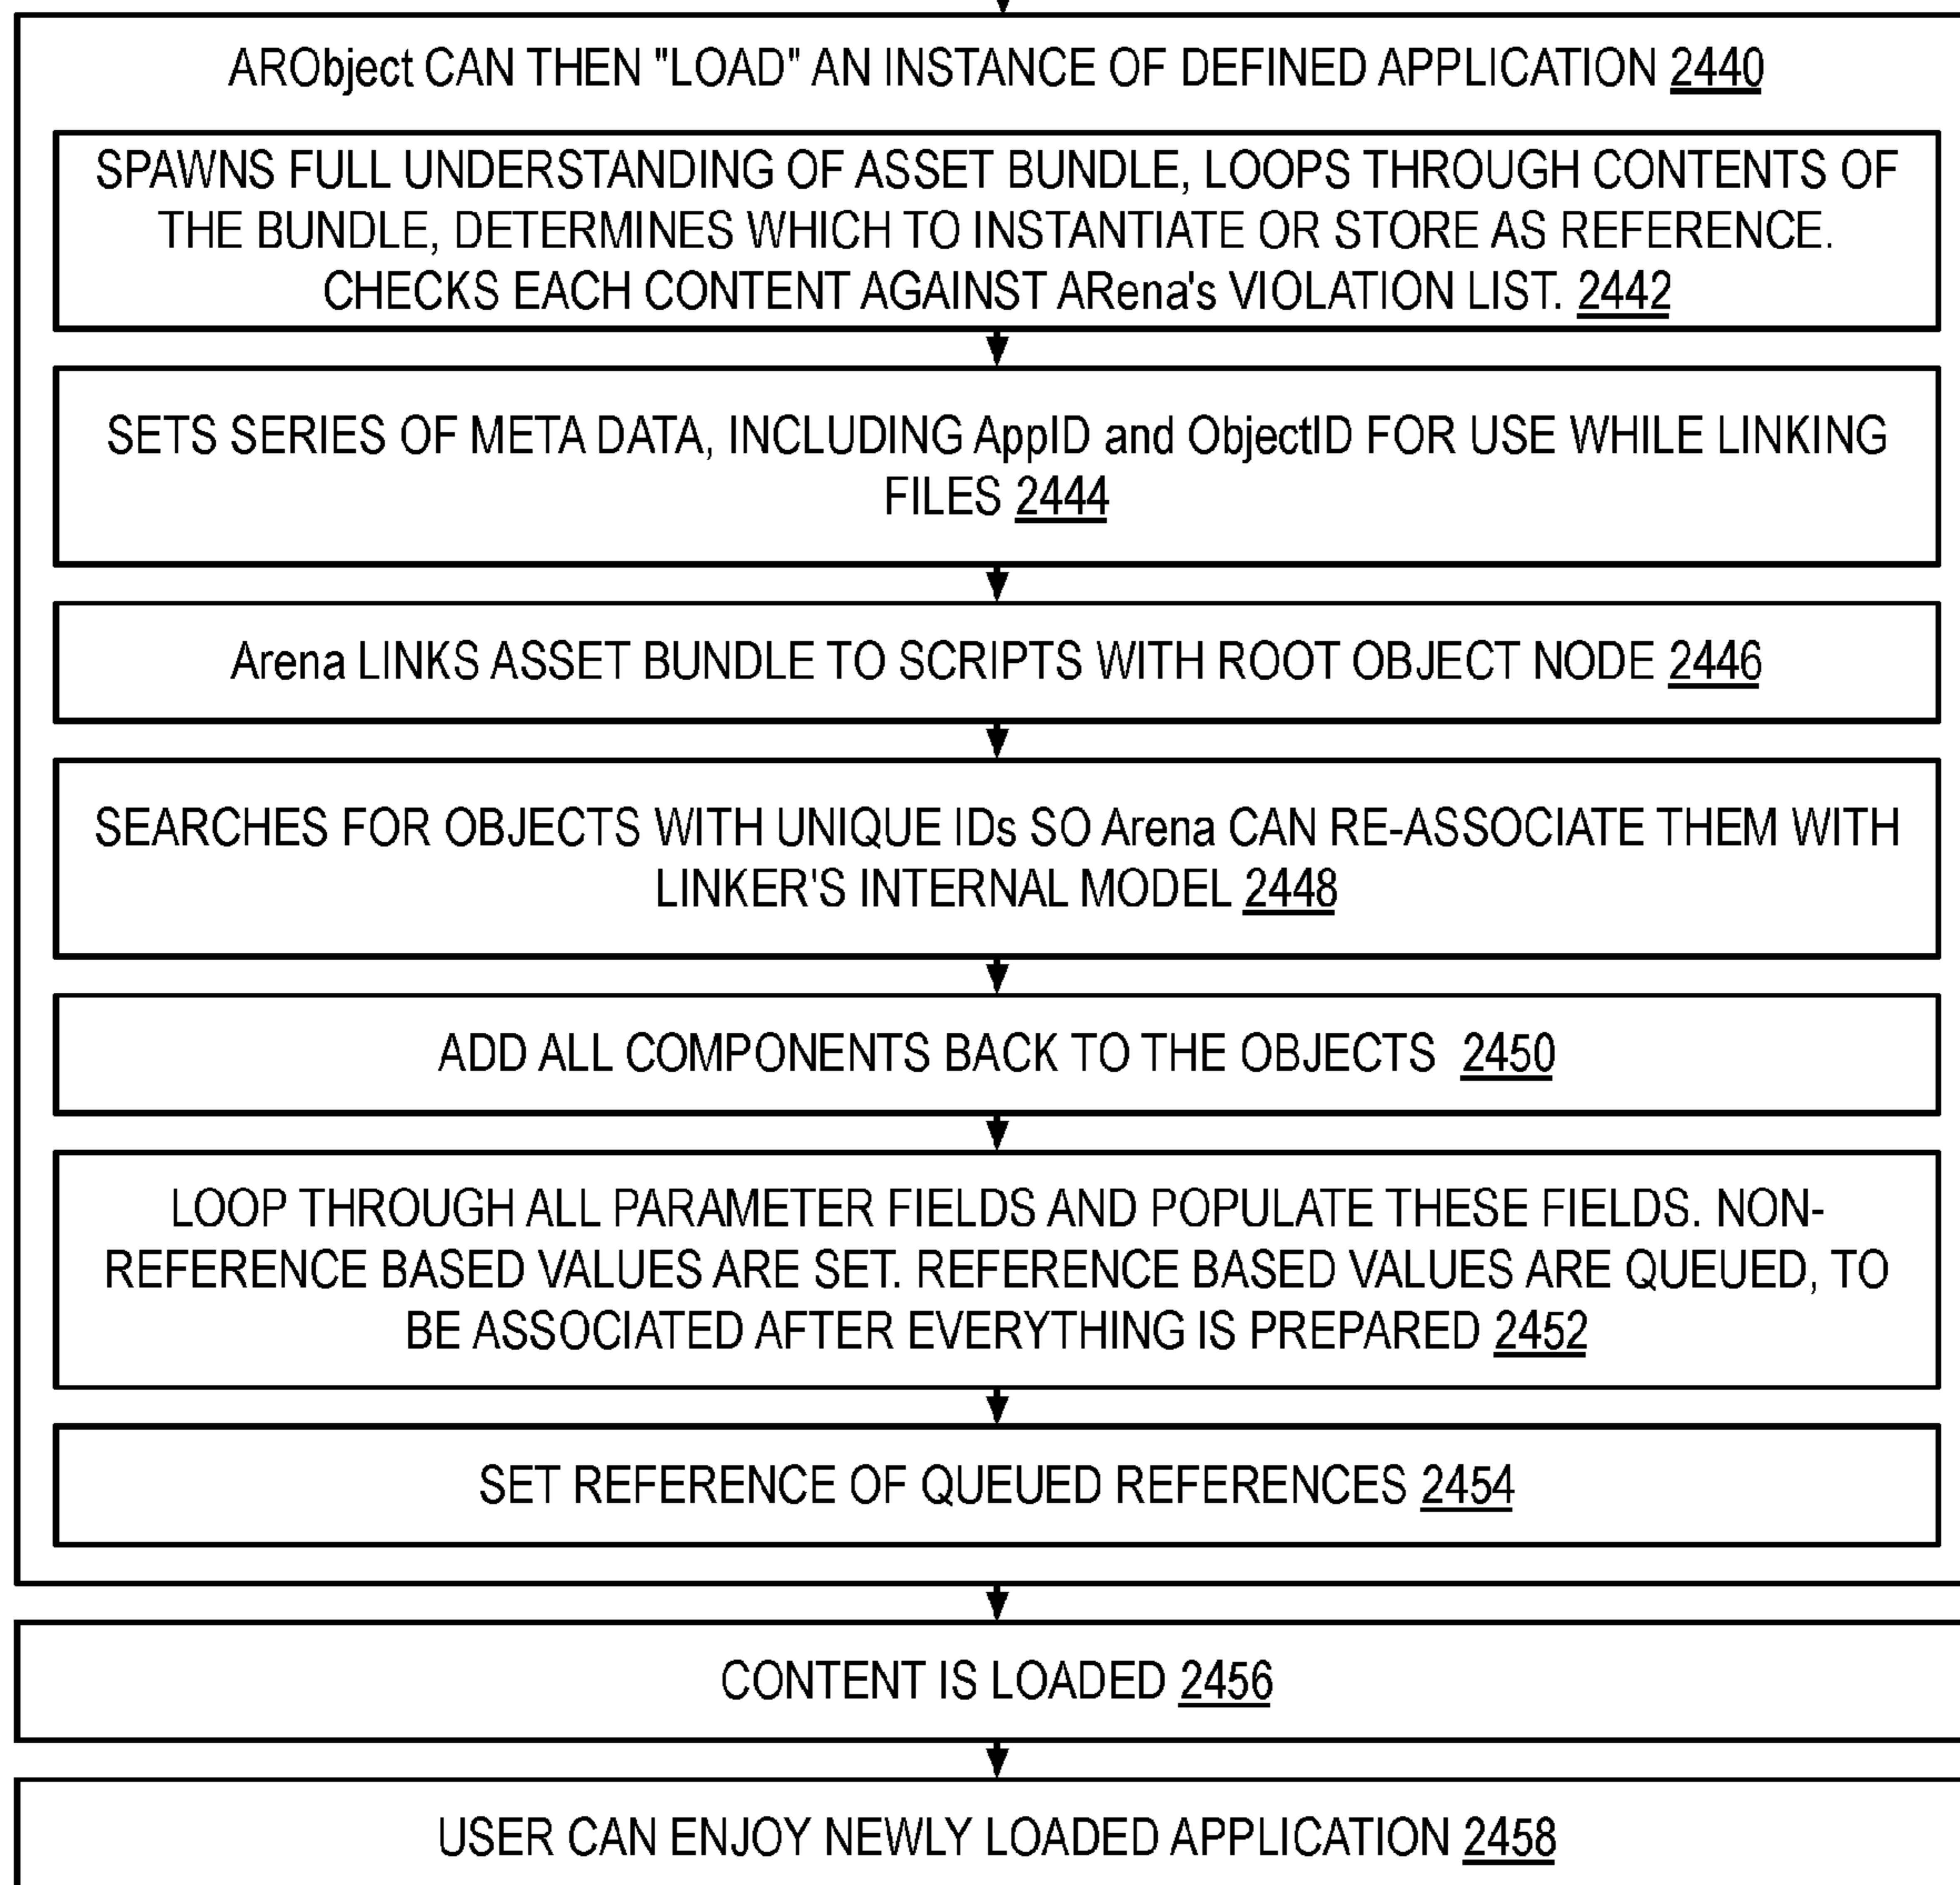 ARObject CAN THEN "LOAD" AN INSTANCE OF DEFINED APPLICATION 2440
SPAWNS FULL UNDERSTANDING OF ASSET BUNDLE, LOOPS THROUGH CONTENTS OF
THE BUNDLE, DETERMINES WHICH TO INSTANTIATE OR STORE AS REFERENCE.
CHECKS EACH CONTENT AGAINST ARena's VIOLATION LIST. 2442
SETS SERIES OF META DATA, INCLUDING AppID and ObjectID FOR USE WHILE LINKING
FILES 2444
Arena LINKS ASSET BUNDLE TO SCRIPTS WITH ROOT OBJECT NODE 2446
SEARCHES FOR OBJECTS WITH UNIQUE IDs SO Arena CAN RE-ASSOCIATE THEM WITH
LINKER'S INTERNAL MODEL 2448
ADD ALL COMPONENTS BACK TO THE OBJECTS 2450
LOOP THROUGH ALL PARAMETER FIELDS AND POPULATE THESE FIELDS. NON-
REFERENCE BASED VALUES ARE SET. REFERENCE BASED VALUES ARE QUEUED, TO
BE ASSOCIATED AFTER EVERYTHING IS PREPARED 2452
SET REFERENCE OF QUEUED REFERENCES 2454
CONTENT IS LOADED 2456
USER CAN ENJOY NEWLY LOADED APPLICATION 2458